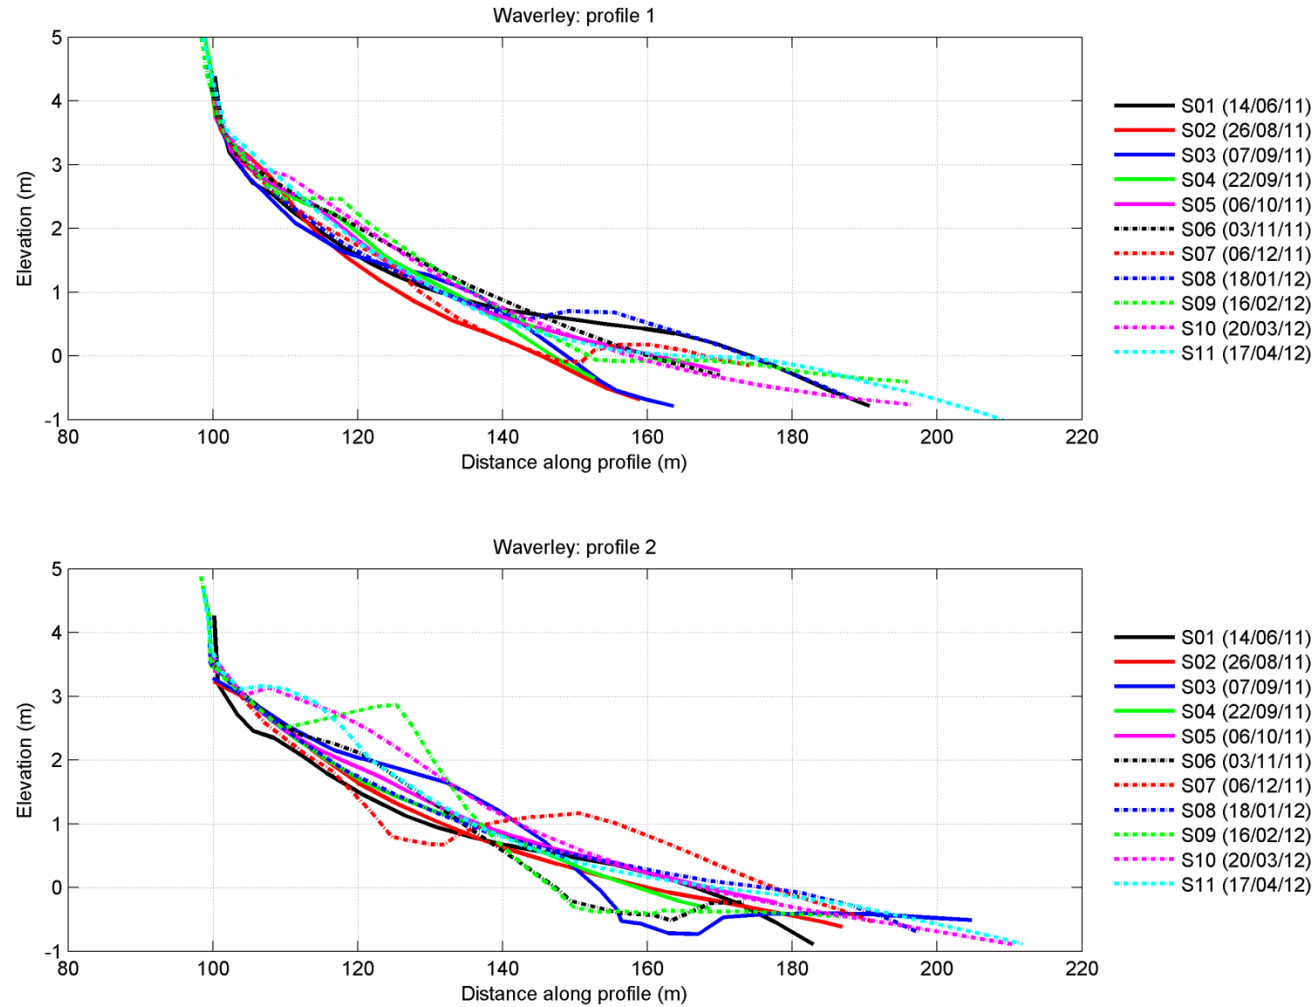 Waverley: profile 1
5
4
3
2
1
0
-1
Elevation (m)
80 100 120 140 160 180 200 220
Distance along profile (m)
S01 (14/06/11)
S02 (26/08/11)
S03 (07/09/11)
S04 (22/09/11)
S05 (06/10/11)
S06 (03/11/11)
S07 (06/12/11)
S08 (18/01/12)
S09 (16/02/12)
S10 (20/03/12)
S11 (17/04/12)
Waverley: profile 2
5
4
3
2
1
0
-1
Elevation (m)
80 100 120 140 160 180 200 220
Distance along profile (m)
S01 (14/06/11)
S02 (26/08/11)
S03 (07/09/11)
S04 (22/09/11)
S05 (06/10/11)
S06 (03/11/11)
S07 (06/12/11)
S08 (18/01/12)
S09 (16/02/12)
S10 (20/03/12)
S11 (17/04/12)